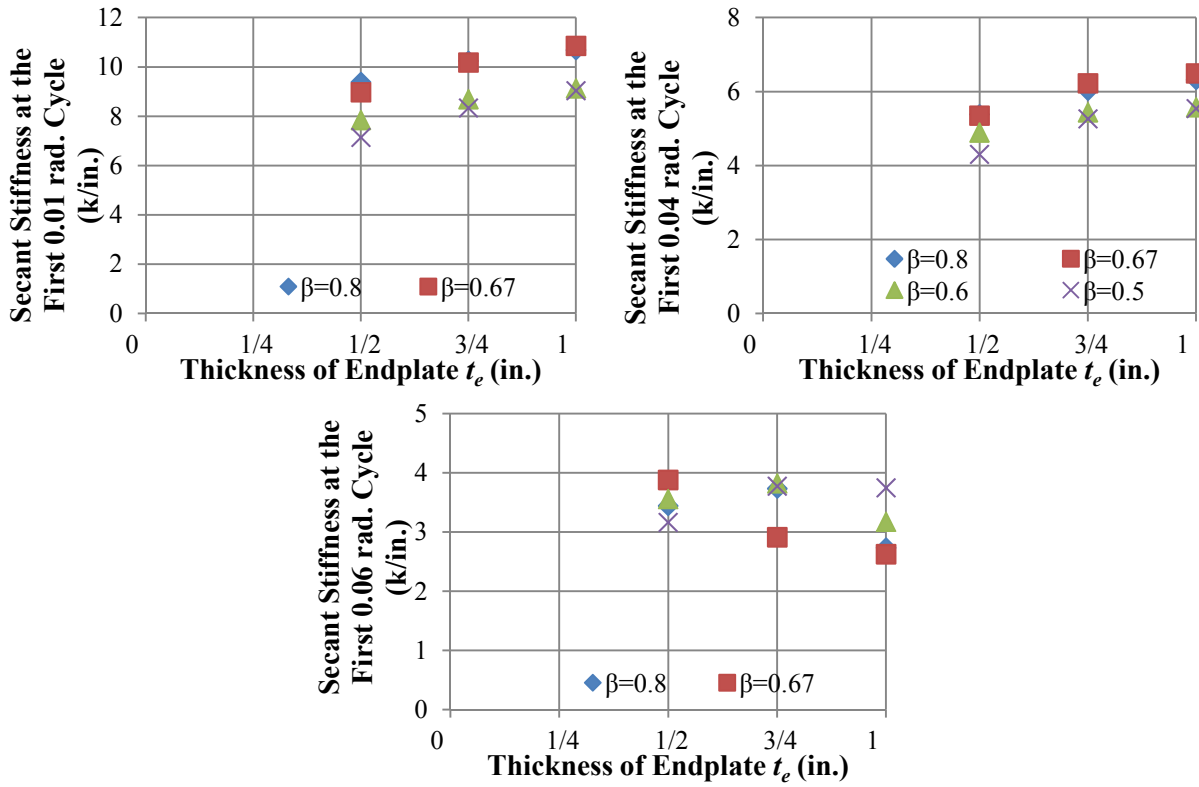 Secant Stiffness at the
First 0.01 rad. Cycle
(k/in.)
12
10
8
6
4
2
0
β=0.8 β=0.67
0 1/4 1/2 3/4 1
Thickness of Endplate te (in.)
Secant Stiffness at the
First 0.04 rad. Cycle
(k/in.)
8
6
4
2
0
β=0.8 β=0.67
β=0.6 β=0.5
0 1/4 1/2 3/4 1
Thickness of Endplate te (in.)
Secant Stiffness at the
First 0.06 rad. Cycle
(k/in.)
5
4
3
2
1
0
β=0.8 β=0.67
0 1/4 1/2 3/4 1
Thickness of Endplate te (in.)